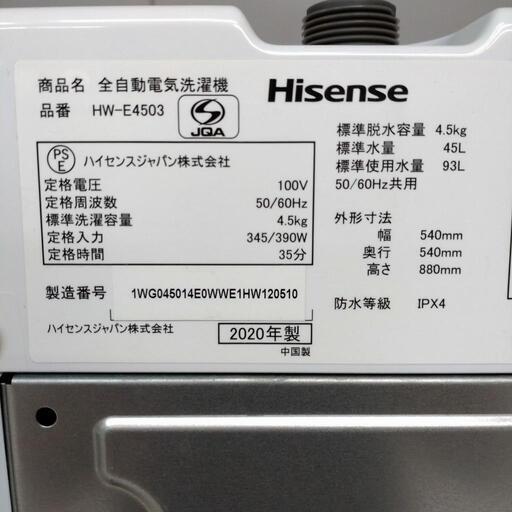 商品名 全自動電気洗濯機
品番 HW-E4503
JQA
Hisense
PS
E
ハイセンスジャパン株式会社
定格電圧 100V
定格周波数 50/60Hz
標準洗濯容量 4.5kg
定格入力 345/390W
定格時間 35分
標準脱水容量 4.5kg
標準水量 45L
標準使用水量 93L
50/60Hz共用
外形寸法
幅 540mm
奥行 540mm
高さ 880mm
防水等級 IPX4
製造番号 1WG045014E0WWE1HW120510
ハイセンスジャパン株式会社
2020年製
中国製